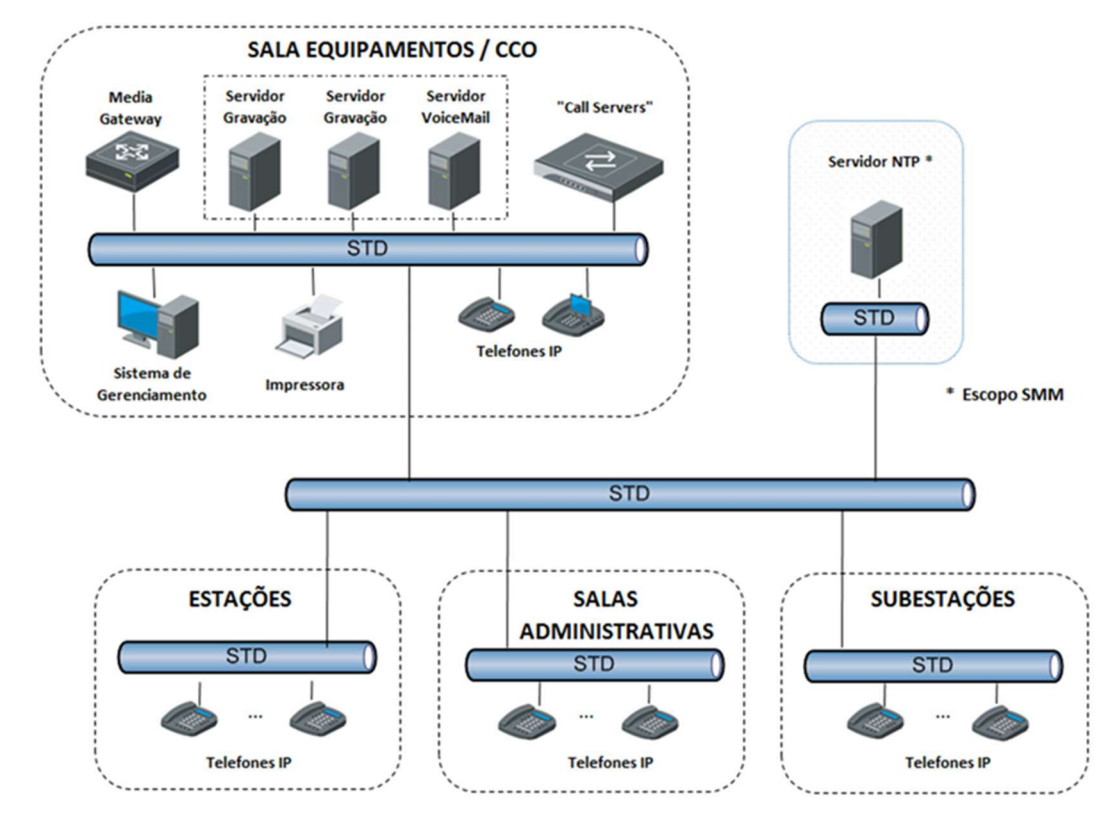 SALA EQUIPAMENTOS / CCO
Media
Gateway
Servidor
Gravação
Servidor
Gravação
Servidor
VoiceMail
"Call Servers"
STD
Sistema de
Gerenciamento
Impressora
Telefones IP
Servidor NTP *
STD
* Escopo SMM
STD
ESTAÇÕES
STD
...
Telefones IP
SALAS
ADMINISTRATIVAS
STD
...
Telefones IP
SUBESTAÇÕES
STD
...
Telefones IP